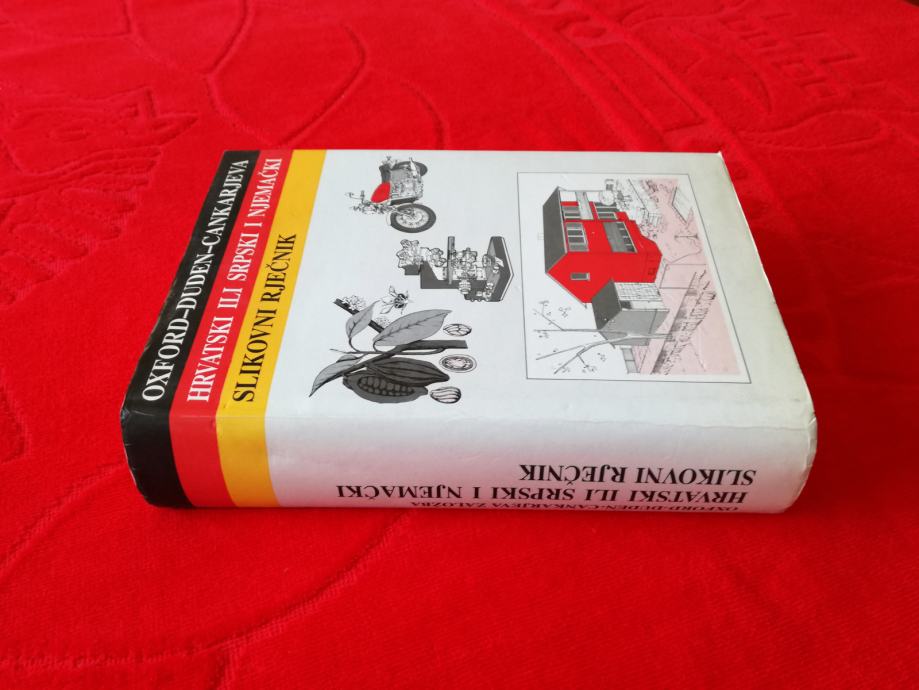 OXFORD–DUDEN–CANKARJEVA
HRVATSKI ILI SRPSKI I NJEMAČKI
SLIKOVNI RJEČNIK
OXFORD-DUDEN-CANKARJEVA ZALOŽBA
HRVATSKI ILI SRPSKI I NJEMAČKI
SLIKOVNI RJEČNIK